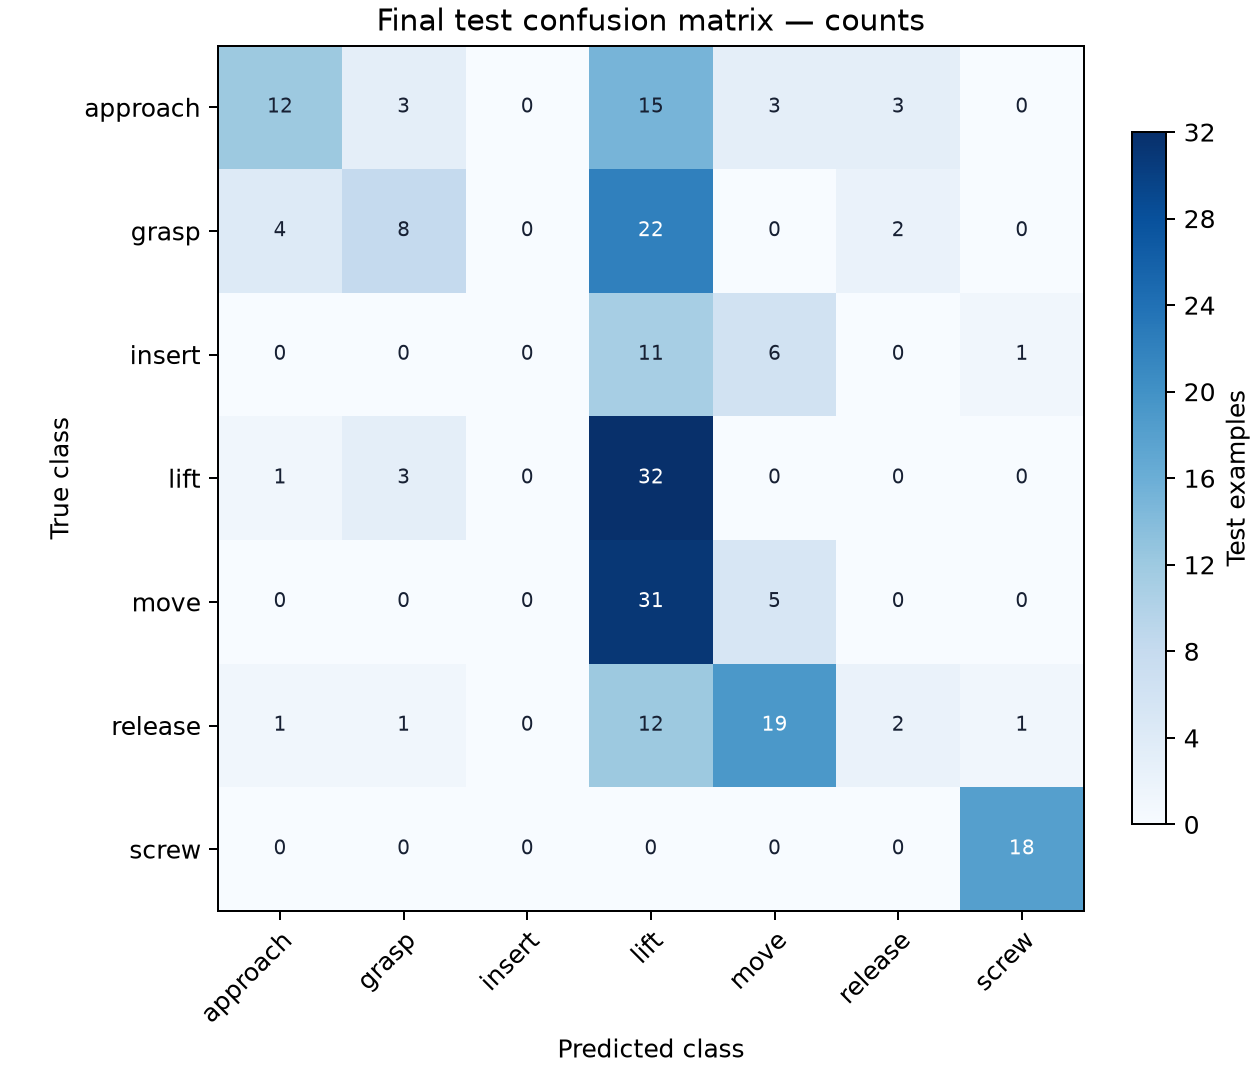 Final test confusion matrix — counts
approach 12 3 0 15 3 3 0
grasp 4 8 0 22 0 2 0
insert 0 0 0 11 6 0 1
lift 1 3 0 32 0 0 0
move 0 0 0 31 5 0 0
release 1 1 0 12 19 2 1
screw 0 0 0 0 0 0 18
approach grasp insert lift move release screw
Predicted class
True class
32
28
24
20
16
12
8
4
0
Test examples